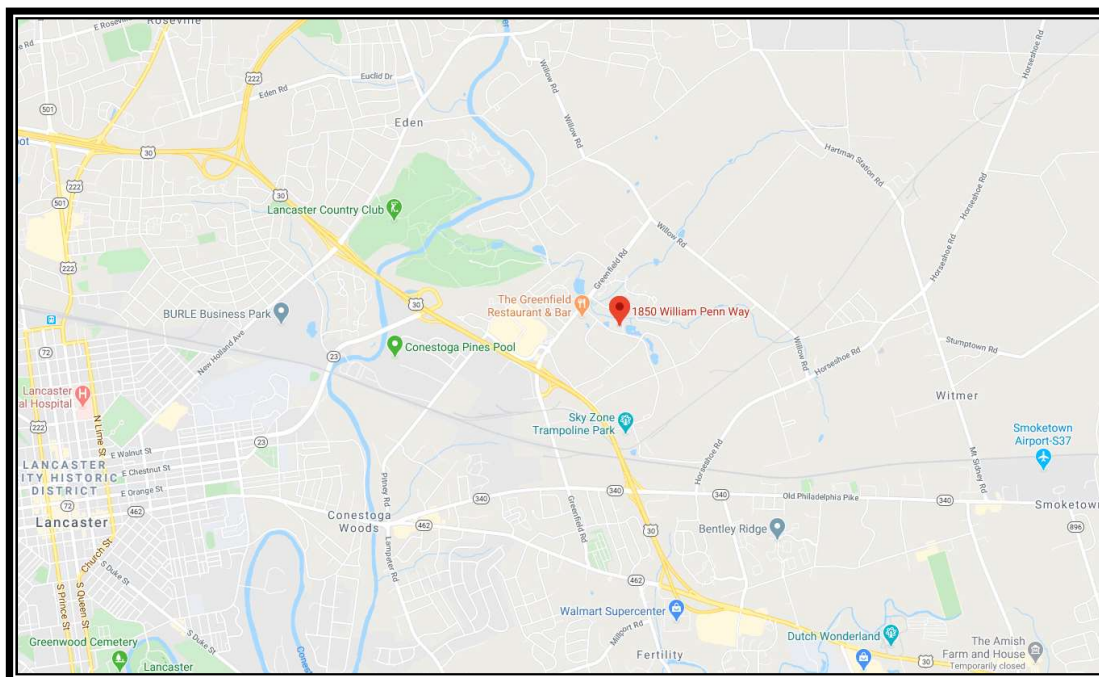 Roseville
E Roseville Rd
222
Euclid Dr
Eden Rd
222
501
Eden
30
30
222
501
222
Willow Rd
Willow Rd
Horseshoe Rd
Hartman Station Rd
Horseshoe Rd
Horseshoe Rd
Lancaster Country Club
Willow Rd
Greenfield Rd
The Greenfield
Restaurant & Bar
1850 William Penn Way
30
BURLE Business Park
New Holland Ave
23
Conestoga Pines Pool
72
Lancaster
al Hospital
222
N Lime St
23
E Walnut St
E Chestnut St
E Orange St
LANCASTER
ITY HISTORIC
DISTRICT
72
462
Lancaster
Church St
S Duke St
S Prince St
S Queen St
S Duke St
Greenwood Cemetery
Lancaster
Willow Rd
Horseshoe Rd
Stumptown Rd
Witmer
Sky Zone
Trampoline Park
Smoketown
Airport-S37
Horseshoe Rd
Mt Sidney Rd
Pitney Rd
340
340
340
Old Philadelphia Pike
340
Smoketown
896
Conestoga
Woods
462
Lampeter Rd
Greenfield Rd
30
Bentley Ridge
462
Walmart Supercenter
Millport Rd
Fertility
Dutch Wonderland
30
The Amish
Farm and House
Temporarily closed